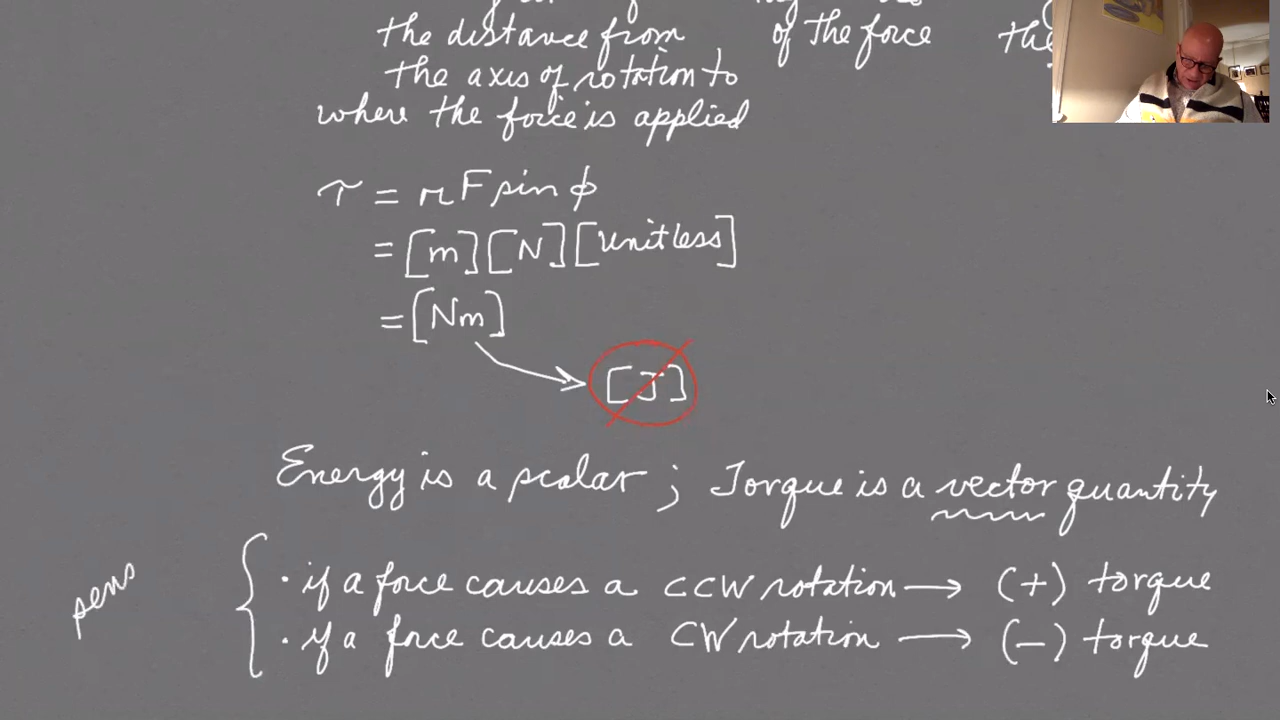 the distance from of the force the
the axis of rotation to
where the force is applied
τ = rF sin ϕ
= [m][N][unitless]
= [Nm]
[J]
Energy is a scalar ; Torque is a vector quantity
· if a force causes a CCW rotation → (+) torque
pens
· if a force causes a CW rotation → (−) torque